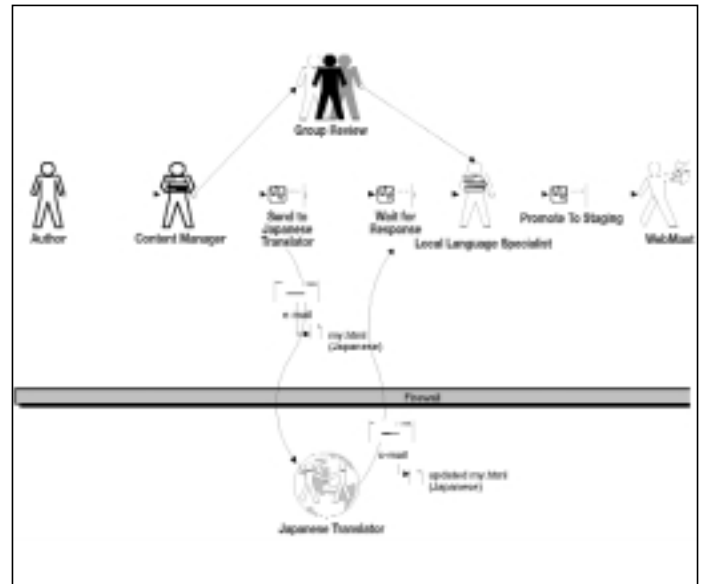 Group Review
Author
Content Manager
Send to
Japanese
Translator
Wait for
Response
Local Language Specialist
Promote To Staging
WebMast
e-mail
my.html
(Japanese)
Firewall
e-mail
updated my.html
(Japanese)
Japanese Translator